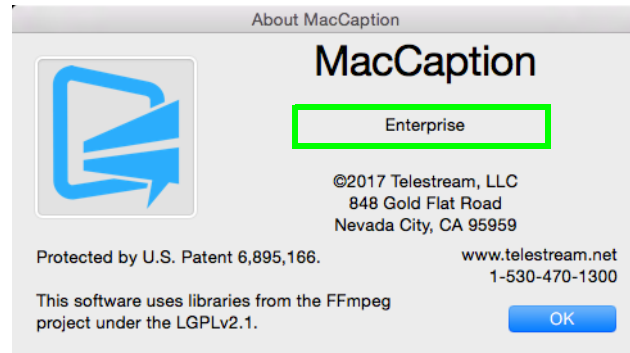 About MacCaption
MacCaption
Enterprise
©2017 Telestream, LLC
848 Gold Flat Road
Nevada City, CA 95959
Protected by U.S. Patent 6,895,166.
www.telestream.net
1-530-470-1300
This software uses libraries from the FFmpeg
project under the LGPLv2.1.
OK